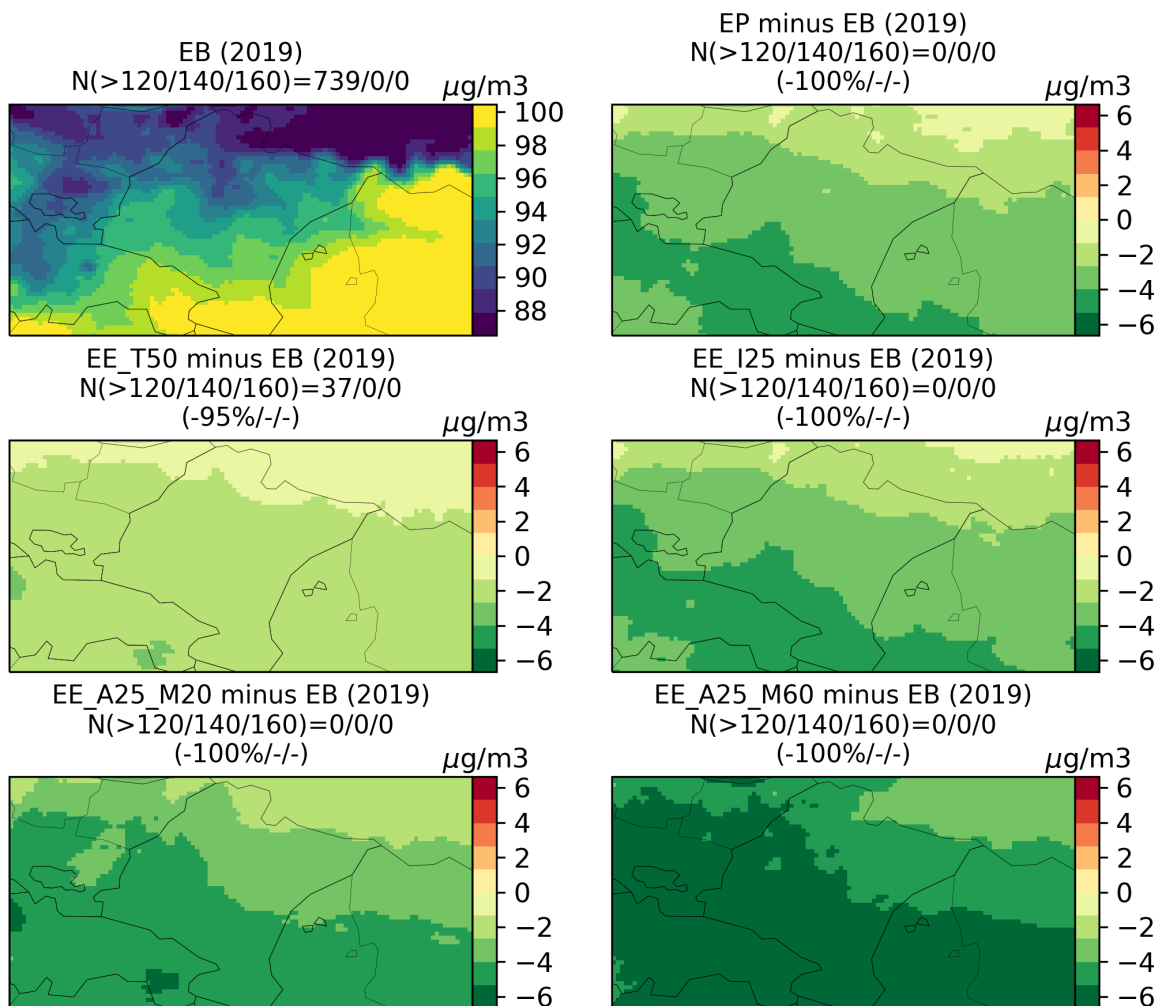 EB (2019)
N(>120/140/160)=739/0/0
μg/m3
100
98
96
94
92
90
88
EP minus EB (2019)
N(>120/140/160)=0/0/0
(-100%/-/-)
μg/m3
6
4
2
0
−2
−4
−6
EE_T50 minus EB (2019)
N(>120/140/160)=37/0/0
(-95%/-/-)
μg/m3
6
4
2
0
−2
−4
−6
EE_I25 minus EB (2019)
N(>120/140/160)=0/0/0
(-100%/-/-)
μg/m3
6
4
2
0
−2
−4
−6
EE_A25_M20 minus EB (2019)
N(>120/140/160)=0/0/0
(-100%/-/-)
μg/m3
6
4
2
0
−2
−4
−6
EE_A25_M60 minus EB (2019)
N(>120/140/160)=0/0/0
(-100%/-/-)
μg/m3
6
4
2
0
−2
−4
−6